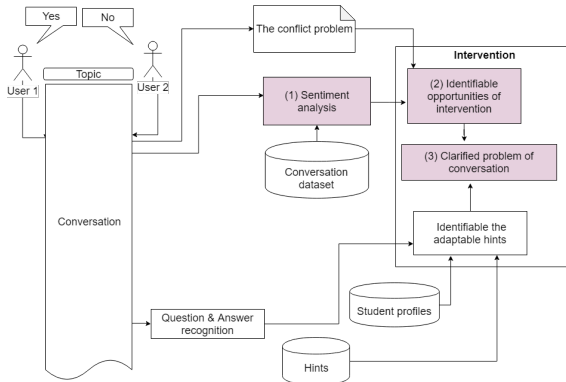 Yes
No
The conflict problem
User 1
User 2
Topic
Intervention
(1) Sentiment
analysis
(2) Identifiable
opportunities of
intervention
(3) Clarified problem of
conversation
Conversation
dataset
Conversation
Identifiable the
adaptable hints
Question & Answer
recognition
Student profiles
Hints